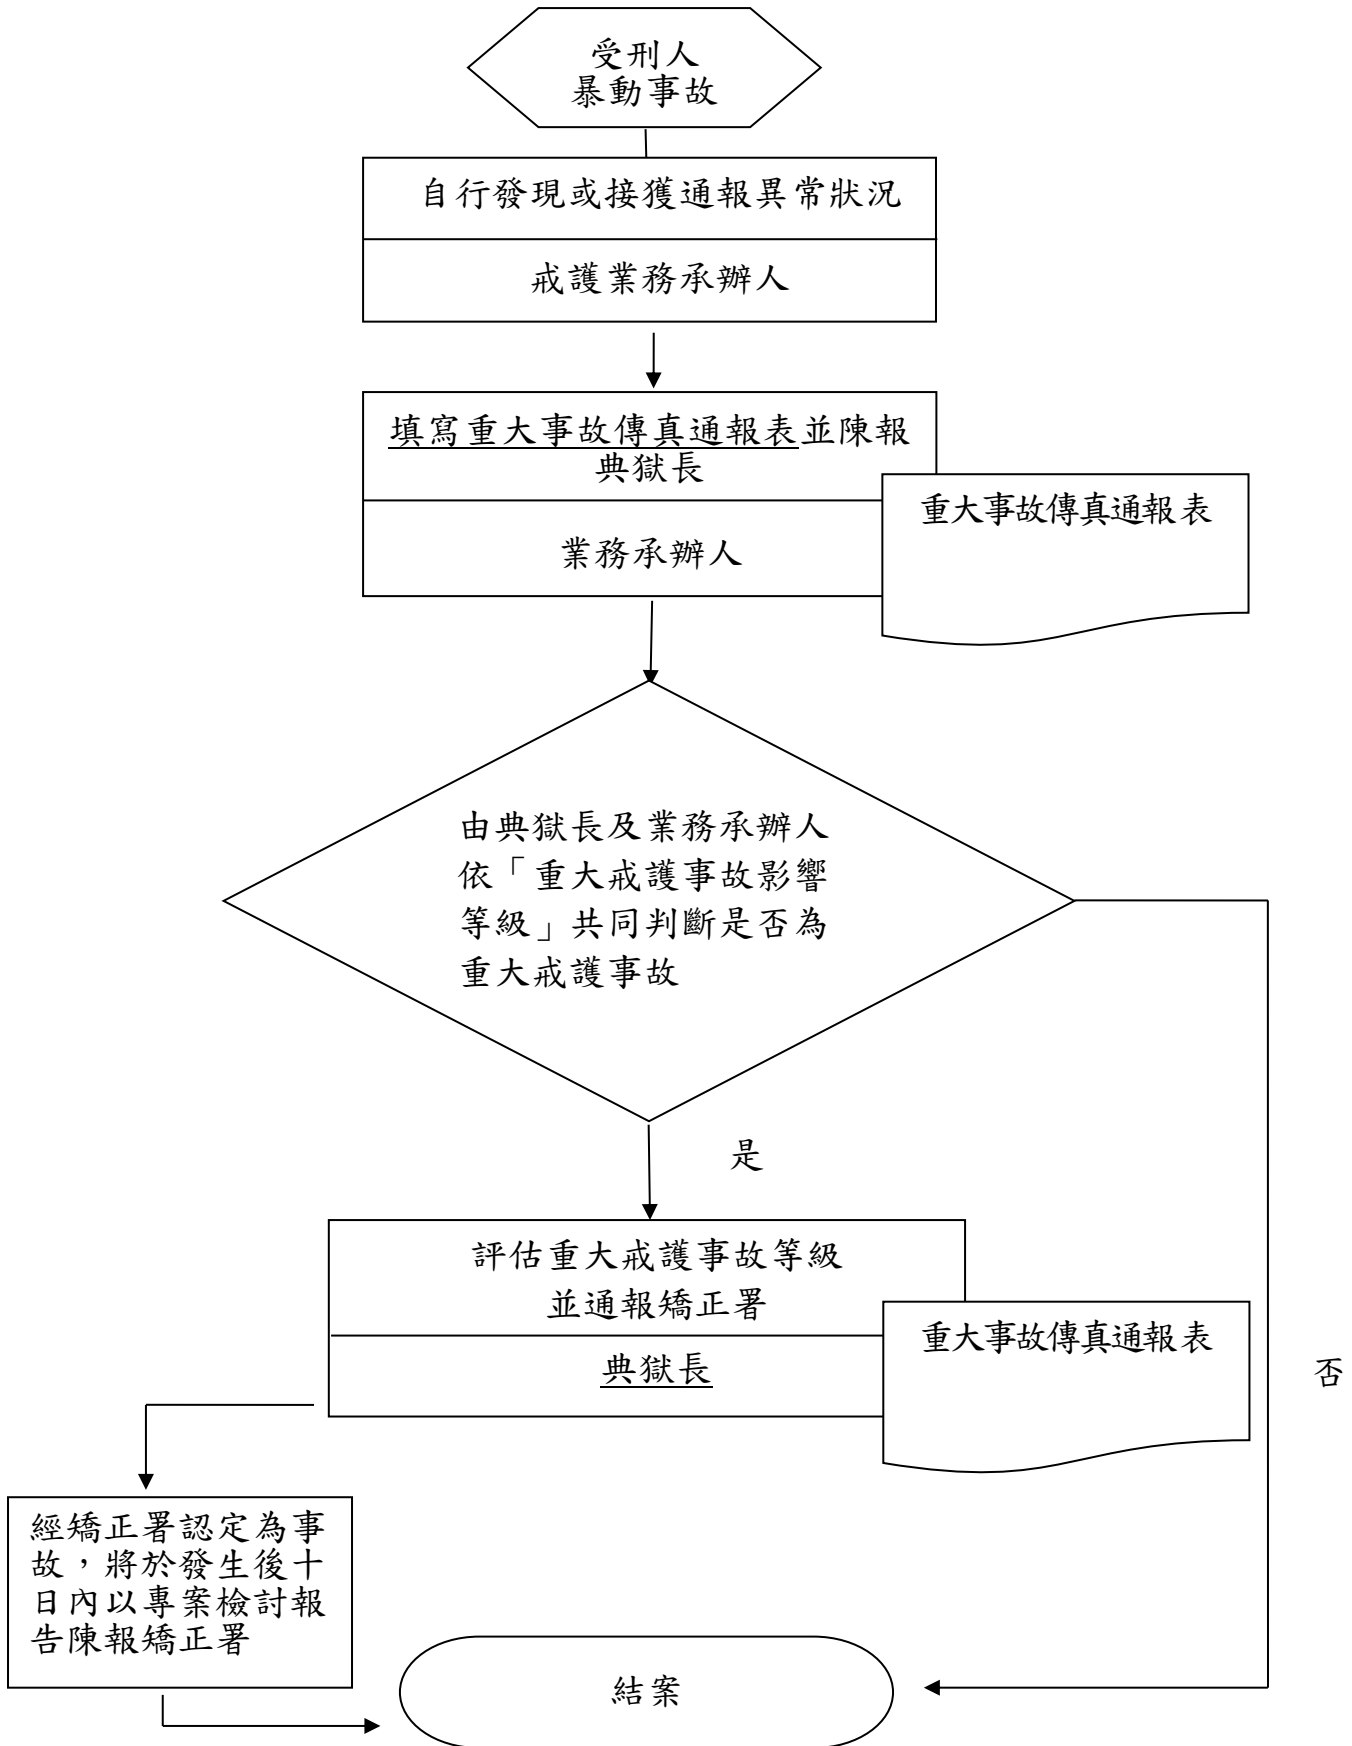 受刑人
暴動事故
自行發現或接獲通報異常狀況
戒護業務承辦人
填寫重大事故傳真通報表並陳報
典獄長
業務承辦人
重大事故傳真通報表
由典獄長及業務承辦人
依「重大戒護事故影響
等級」共同判斷是否為
重大戒護事故
是
評估重大戒護事故等級
並通報矯正署
典獄長
重大事故傳真通報表
否
經矯正署認定為事
故，將於發生後十
日內以專案檢討報
告陳報矯正署
結案